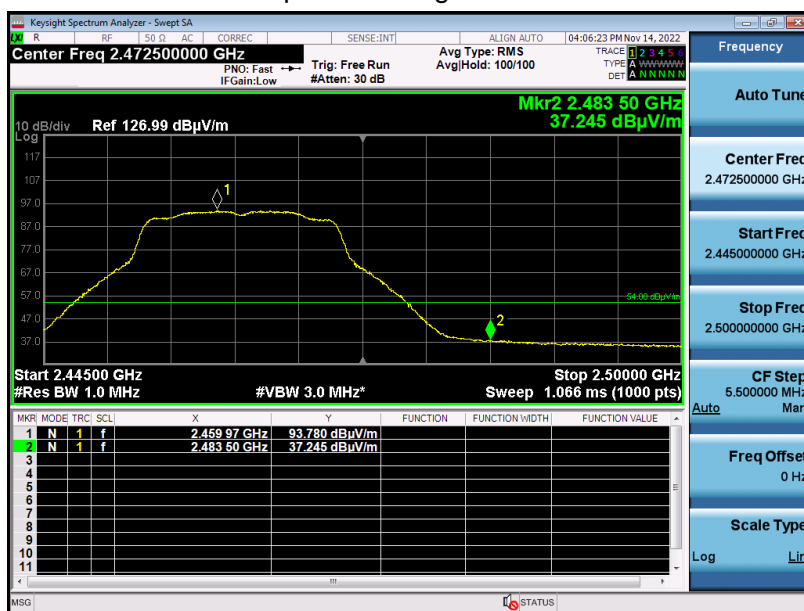 Keysight Spectrum Analyzer - Swept SA
LXI R RF 50 Ω AC CORREC SENSE:INT ALIGN AUTO 04:06:23 PM Nov 14, 2022
Center Freq 2.472500000 GHz
PNO: Fast
IFGain:Low
Trig: Free Run
#Atten: 30 dB
Avg Type: RMS
Avg|Hold: 100/100
TRACE 1 2 3 4 5 6
TYPE A WWWWW
DET A N N N N N
Mkr2 2.483 50 GHz
37.245 dBµV/m
10 dB/div Ref 126.99 dBµV/m
Log
117
107
97.0
87.0
77.0
67.0
57.0
47.0
37.0
1
54.00 dBµV/m
2
Start 2.44500 GHz Stop 2.50000 GHz
#Res BW 1.0 MHz #VBW 3.0 MHz* Sweep 1.066 ms (1000 pts)
MKR MODE TRC SCL X Y FUNCTION FUNCTION WIDTH FUNCTION VALUE
1 N 1 f 2.459 97 GHz 93.780 dBµV/m
2 N 1 f 2.483 50 GHz 37.245 dBµV/m
3
4
5
6
7
8
9
10
11
MSG STATUS
Frequency
Auto Tune
Center Freq
2.472500000 GHz
Start Freq
2.445000000 GHz
Stop Freq
2.500000000 GHz
CF Step
5.500000 MHz
Auto Man
Freq Offset
0 Hz
Scale Type
Log Lin